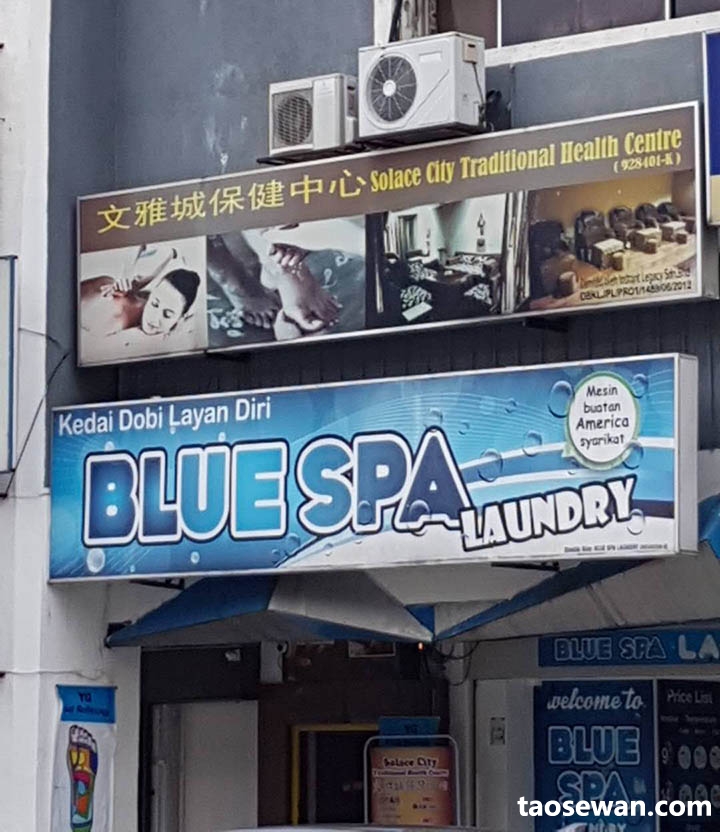 文雅城保健中心 Solace City Traditional Health Centre
( 928401-K )
Kedai Dobi Layan Diri
BLUE SPA
LAUNDRY
Mesin
buatan
America
syarikat
BLUE SPA LA
welcome to
BLUE
SPA
Price List
YG
YG
Solace City
Traditional Health Centre
taosewan.com